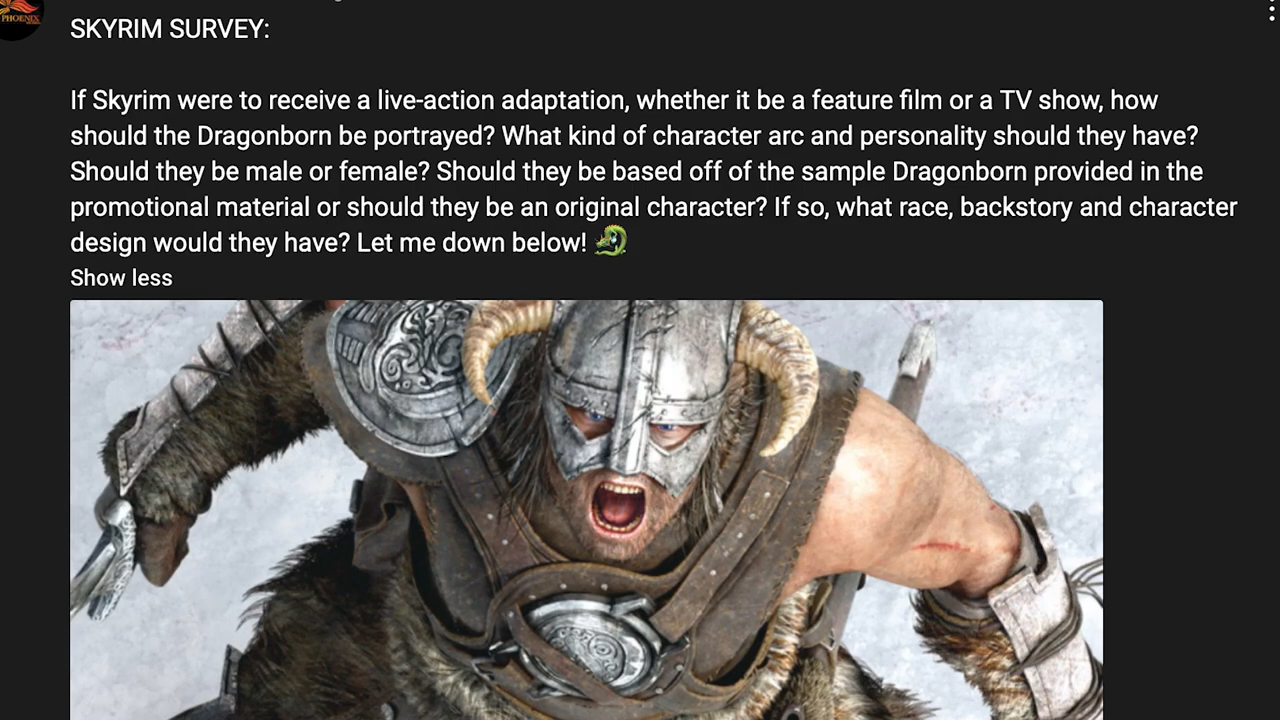 PHOENIX
SKYRIM SURVEY:
If Skyrim were to receive a live-action adaptation, whether it be a feature film or a TV show, how
should the Dragonborn be portrayed? What kind of character arc and personality should they have?
Should they be male or female? Should they be based off of the sample Dragonborn provided in the
promotional material or should they be an original character? If so, what race, backstory and character
design would they have? Let me down below! 🐉
Show less